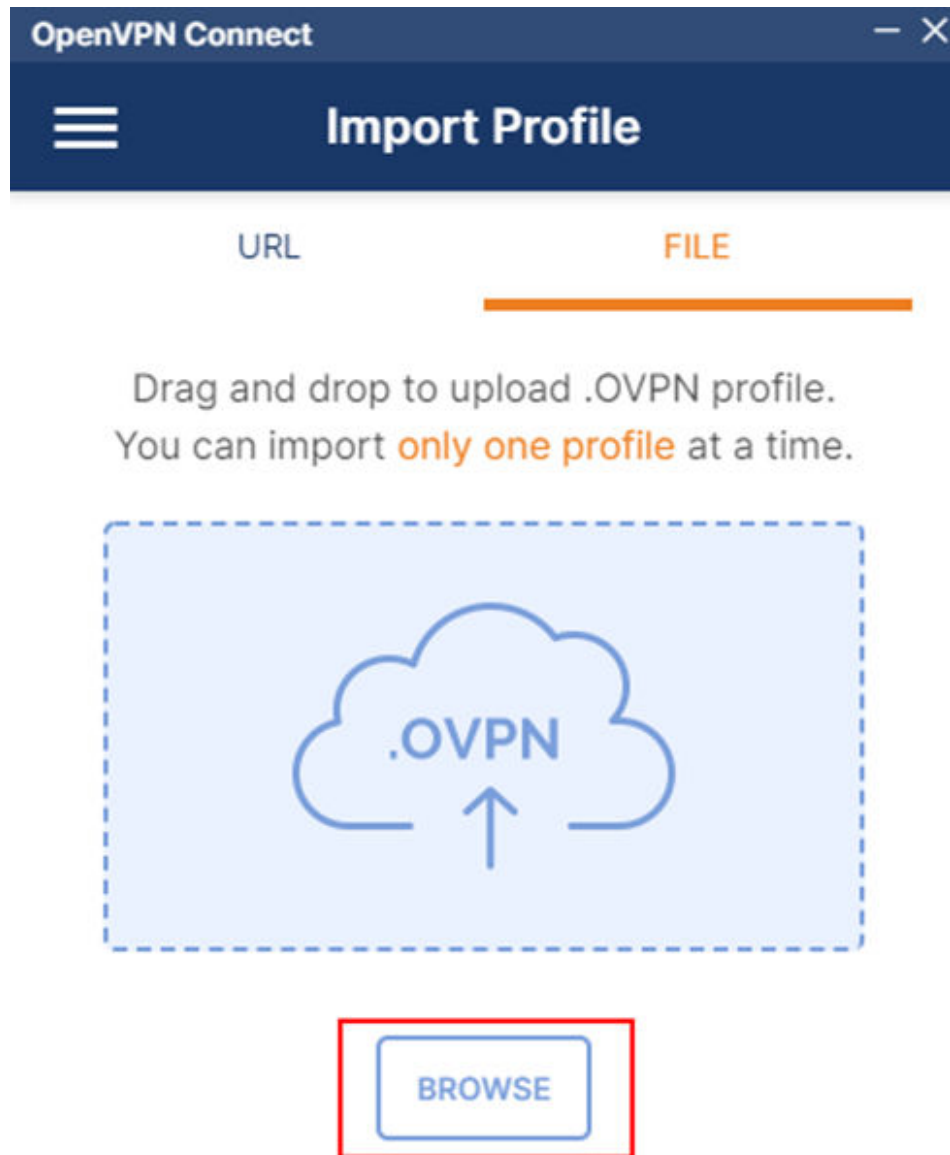 OpenVPN Connect
Import Profile
URL
FILE
Drag and drop to upload .OVPN profile.
You can import only one profile at a time.
.OVPN
BROWSE